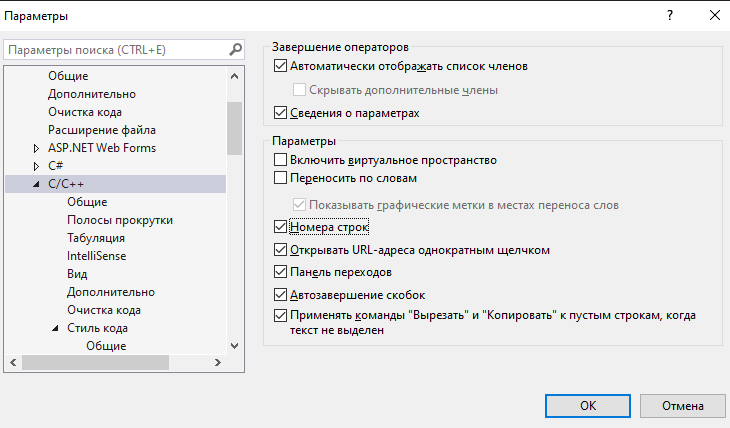 Параметры
Параметры поиска (CTRL+E)
Общие
Дополнительно
Очистка кода
Расширение файла
ASP.NET Web Forms
C#
C/C++
Общие
Полосы прокрутки
Табуляция
IntelliSense
Вид
Дополнительно
Очистка кода
Стиль кода
Общие
Завершение операторов
Автоматически отображать список членов
Скрывать дополнительные члены
Сведения о параметрах
Параметры
Включить виртуальное пространство
Переносить по словам
Показывать графические метки в местах переноса слов
Номера строк
Открывать URL-адреса однократным щелчком
Панель переходов
Автозавершение скобок
Применять команды "Вырезать" и "Копировать" к пустым строкам, когда
текст не выделен
OK
Отмена